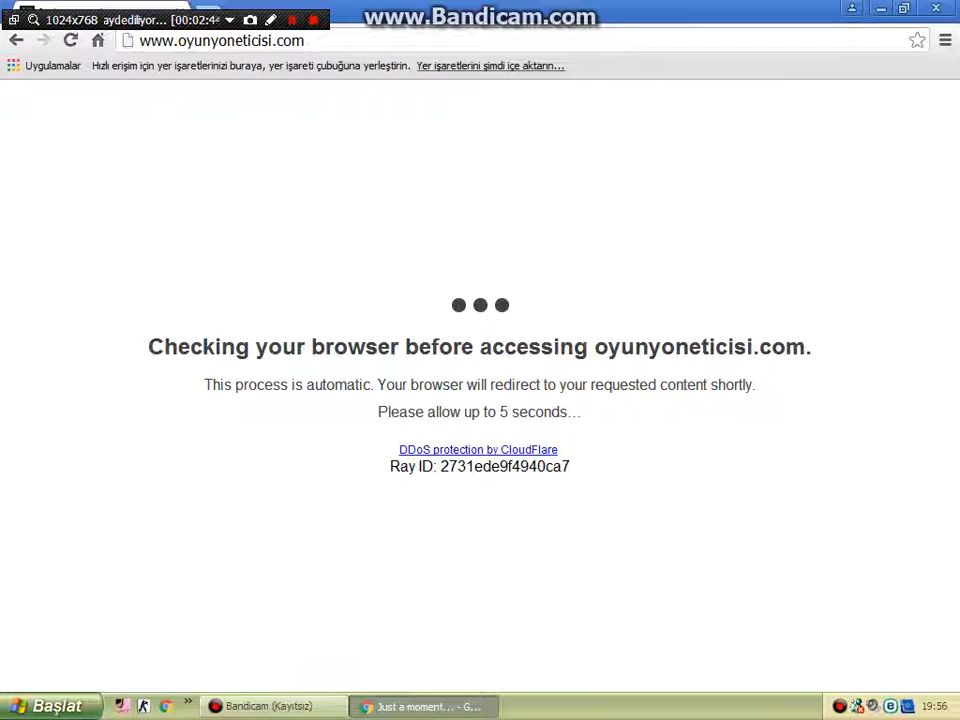 1024x768 aydediliyor... [00:02:44
www.Bandicam.com
www.oyunyoneticisi.com
Uygulamalar Hızlı erişim için yer işaretlerinizi buraya, yer işareti çubuğuna yerleştirin. Yer işaretlerini şimdi içe aktarın...
Checking your browser before accessing oyunyoneticisi.com.
This process is automatic. Your browser will redirect to your requested content shortly.
Please allow up to 5 seconds…
DDoS protection by CloudFlare
Ray ID: 2731ede9f4940ca7
Başlat » Bandicam (Kayıtsız) Just a moment... - G... 19:56